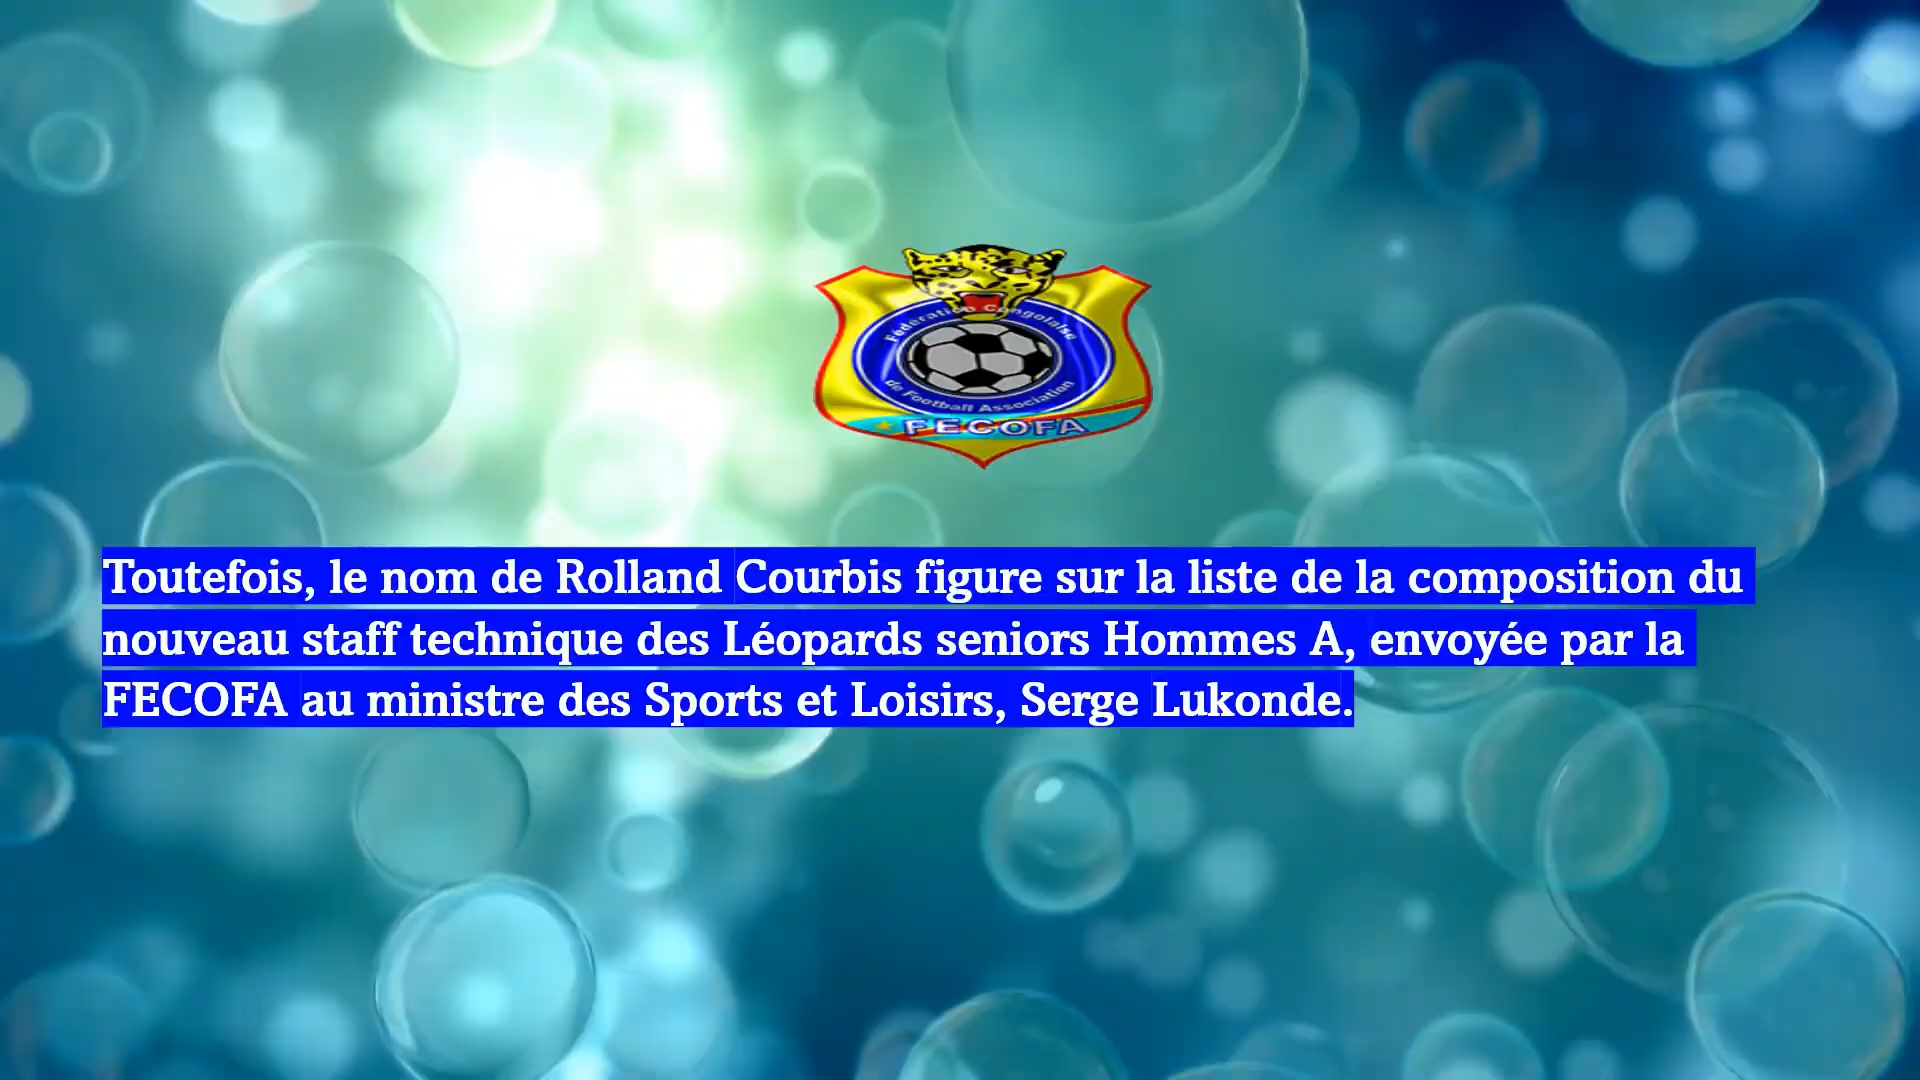 Fédération Congolaise
de Football Association
FECOFA
Toutefois, le nom de Rolland Courbis figure sur la liste de la composition du
nouveau staff technique des Léopards seniors Hommes A, envoyée par la
FECOFA au ministre des Sports et Loisirs, Serge Lukonde.